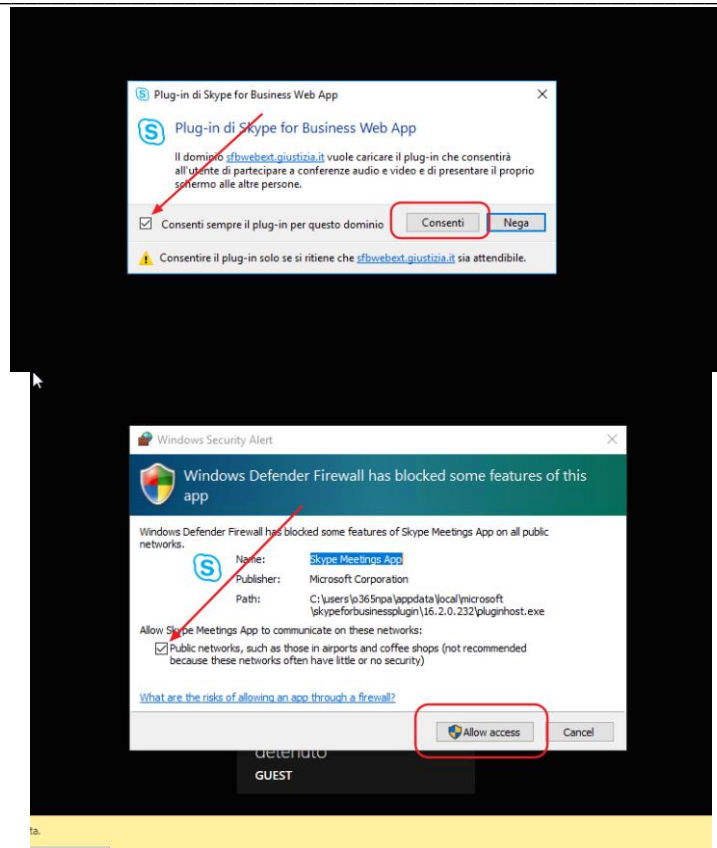 Plug-in di Skype for Business Web App
Plug-in di Skype for Business Web App
Il dominio sfbwebext.giustizia.it vuole caricare il plug-in che consentirà
all'utente di partecipare a conferenze audio e video e di presentare il proprio
schermo alle altre persone.
Consenti sempre il plug-in per questo dominio Consenti Nega
Consentire il plug-in solo se si ritiene che sfbwebext.giustizia.it sia attendibile.
Windows Security Alert
Windows Defender Firewall has blocked some features of this
app
Windows Defender Firewall has blocked some features of Skype Meetings App on all public
networks.
Name: Skype Meetings App
Publisher: Microsoft Corporation
Path: C:\users\o365npa\appdata\local\microsoft
\skypeforbusinessplugin\16.2.0.232\pluginhost.exe
Allow Skype Meetings App to communicate on these networks:
Public networks, such as those in airports and coffee shops (not recommended
because these networks often have little or no security)
What are the risks of allowing an app through a firewall?
Allow access Cancel
detenuto
GUEST
ta.